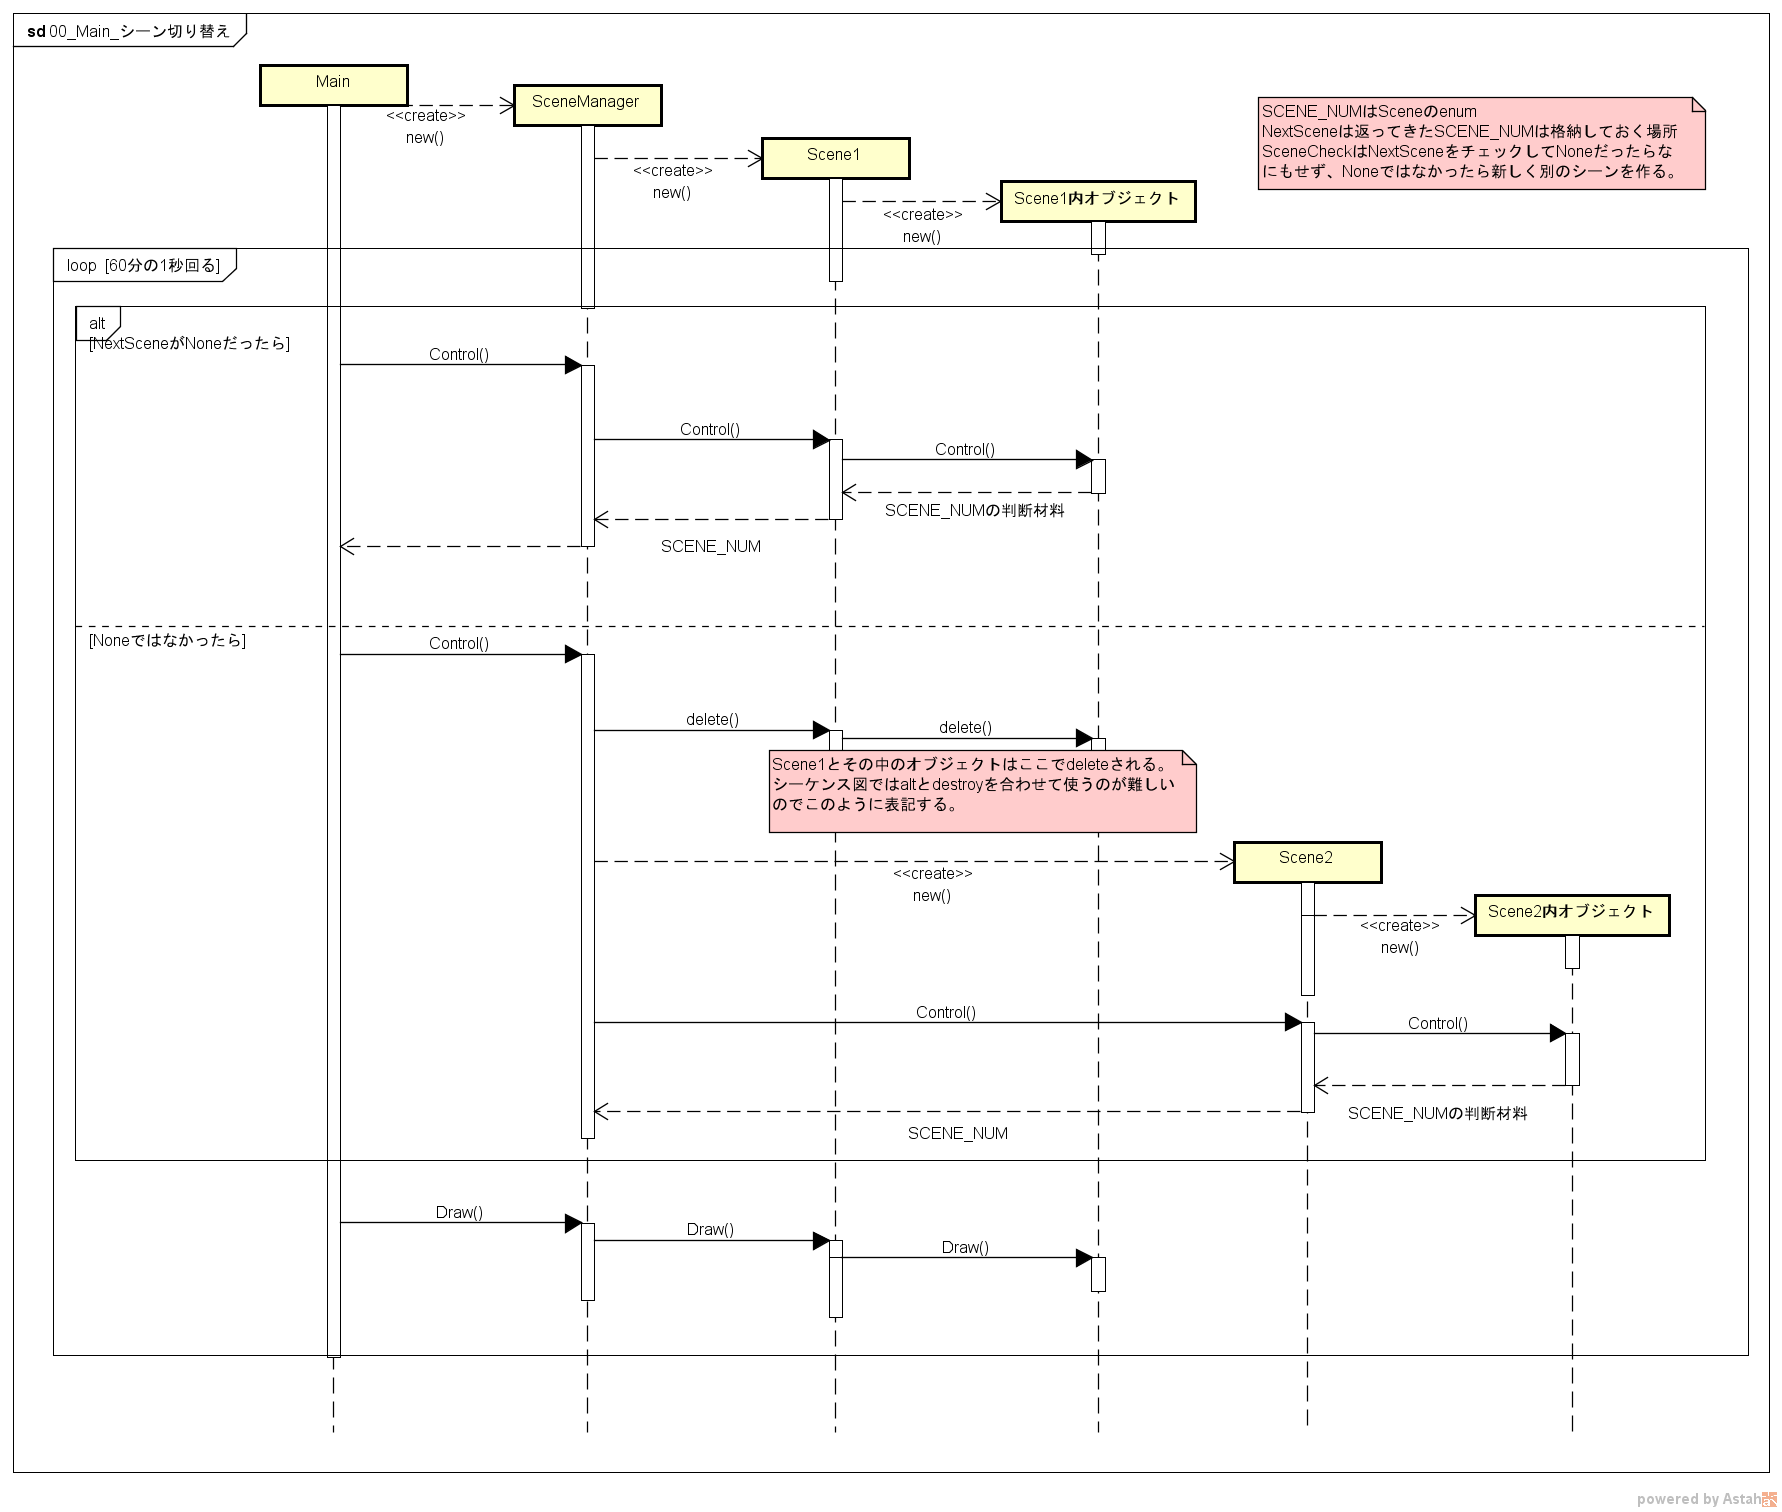 sd 00_Main_シーン切り替え
Main
<<create>>
new()
SceneManager
<<create>>
new()
Scene1
<<create>>
new()
Scene1内オブジェクト
SCENE_NUMはSceneのenum
NextSceneは返ってきたSCENE_NUMは格納しておく場所
SceneCheckはNextSceneをチェックしてNoneだったらな
にもせず、Noneではなかったら新しく別のシーンを作る。
loop [60分の1秒回る]
alt
[NextSceneがNoneだったら]
Control()
Control()
Control()
SCENE_NUMの判断材料
SCENE_NUM
[Noneではなかったら]
Control()
delete()
delete()
Scene1とその中のオブジェクトはここでdeleteされる。
シーケンス図ではaltとdestroyを合わせて使うのが難しい
のでこのように表記する。
Scene2
<<create>>
new()
Scene2内オブジェクト
<<create>>
new()
Control()
Control()
SCENE_NUMの判断材料
SCENE_NUM
Draw()
Draw()
Draw()
powered by Astah